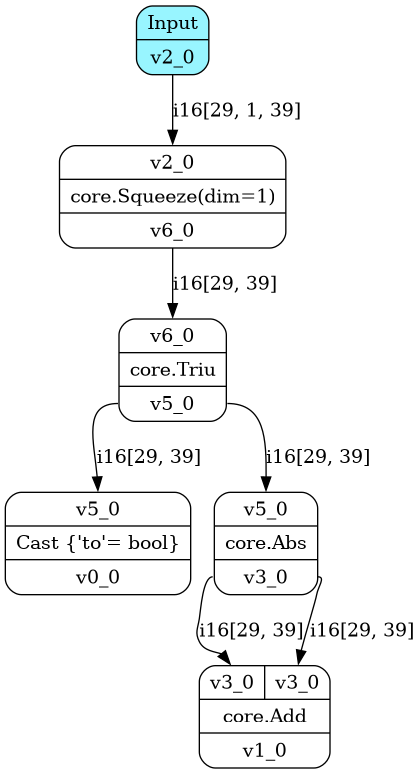 Input
v2_0
i16[29, 1, 39]
v2_0
core.Squeeze(dim=1)
v6_0
i16[29, 39]
v6_0
core.Triu
v5_0
i16[29, 39]
i16[29, 39]
v5_0
Cast {'to'= bool}
v0_0
v5_0
core.Abs
v3_0
i16[29, 39]
i16[29, 39]
v3_0
v3_0
core.Add
v1_0